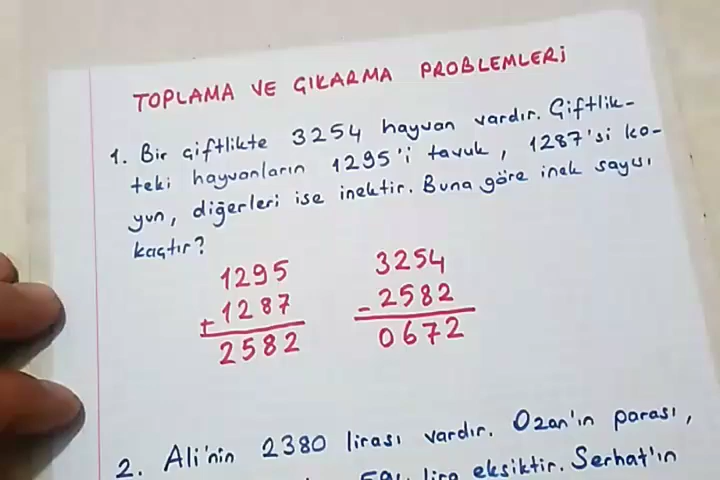 TOPLAMA VE ÇIKARMA PROBLEMLERİ
1. Bir çiftlikte 3254 hayvan vardır. Çiftlik-
teki hayvanların 1295'i tavuk, 1287'si ko-
yun, diğerleri ise inektir. Buna göre inek sayısı
kaçtır?
1295
+1287
2582
3254
-2582
0672
2. Ali'nin 2380 lirası vardır. Ozan'ın parası,
lira eksiktir. Serhat'ın